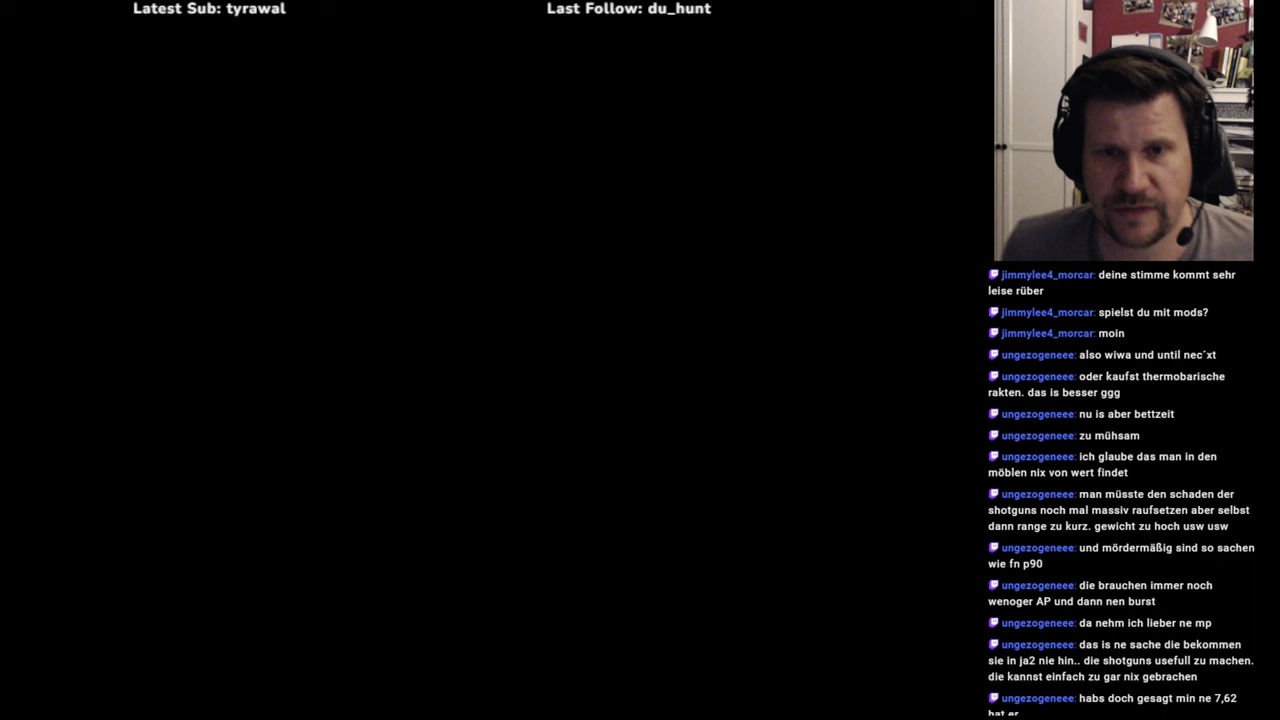 Latest Sub: tyrawal
Last Follow: du_hunt
jimmylee4_morcar: deine stimme kommt sehr
leise rüber
jimmylee4_morcar: spielst du mit mods?
jimmylee4_morcar: moin
ungezogeneee: also wiwa und until nec´xt
ungezogeneee: oder kaufst thermobarische
rakten. das is besser ggg
ungezogeneee: nu is aber bettzeit
ungezogeneee: zu mühsam
ungezogeneee: ich glaube das man in den
möblen nix von wert findet
ungezogeneee: man müsste den schaden der
shotguns noch mal massiv raufsetzen aber selbst
dann range zu kurz. gewicht zu hoch usw usw
ungezogeneee: und mördermäßig sind so sachen
wie fn p90
ungezogeneee: die brauchen immer noch
wenoger AP und dann nen burst
ungezogeneee: da nehm ich lieber ne mp
ungezogeneee: das is ne sache die bekommen
sie in ja2 nie hin.. die shotguns usefull zu machen.
die kannst einfach zu gar nix gebrachen
ungezogeneee: habs doch gesagt min ne 7,62
hat er